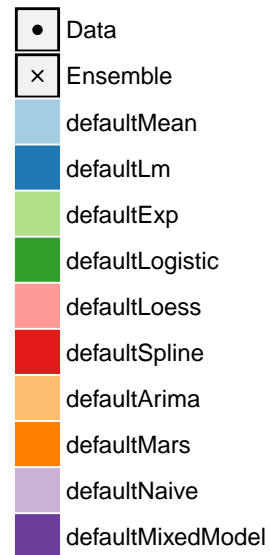 Data
Ensemble
defaultMean
defaultLm
defaultExp
defaultLogistic
defaultLoess
defaultSpline
defaultArima
defaultMars
defaultNaive
defaultMixedModel